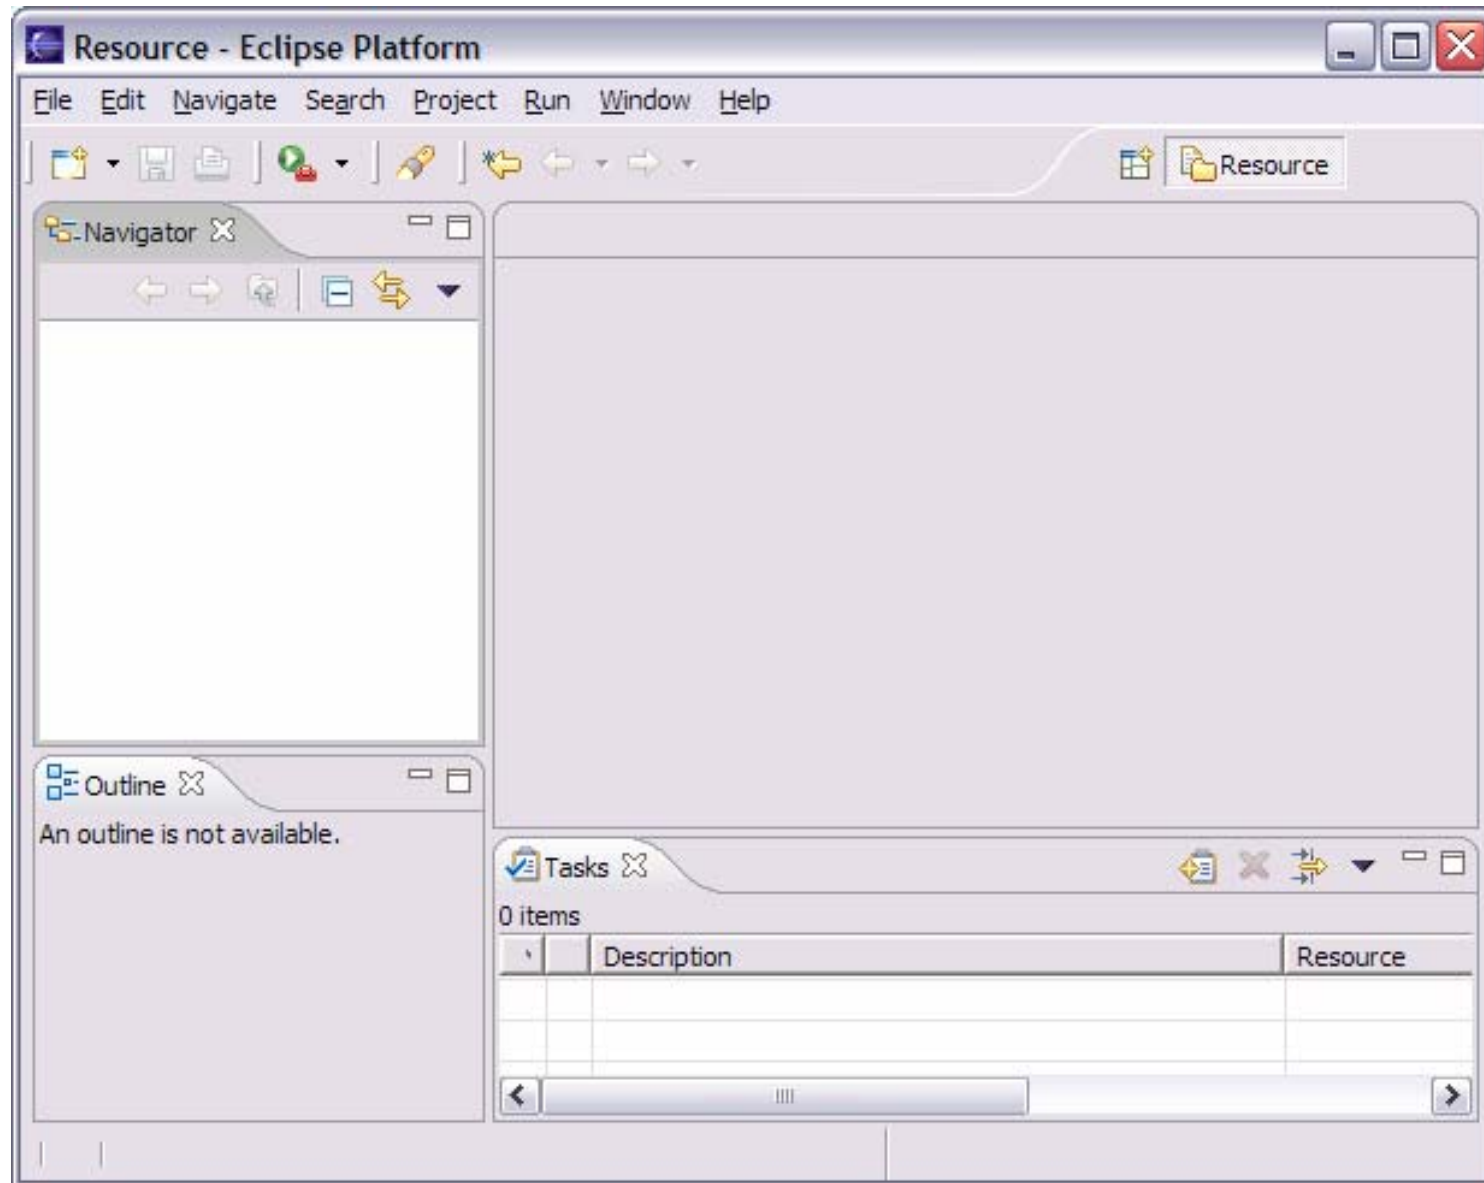 Resource - Eclipse Platform
File Edit Navigate Search Project Run Window Help
Resource
Navigator
Outline
An outline is not available.
Tasks
0 items
Description Resource